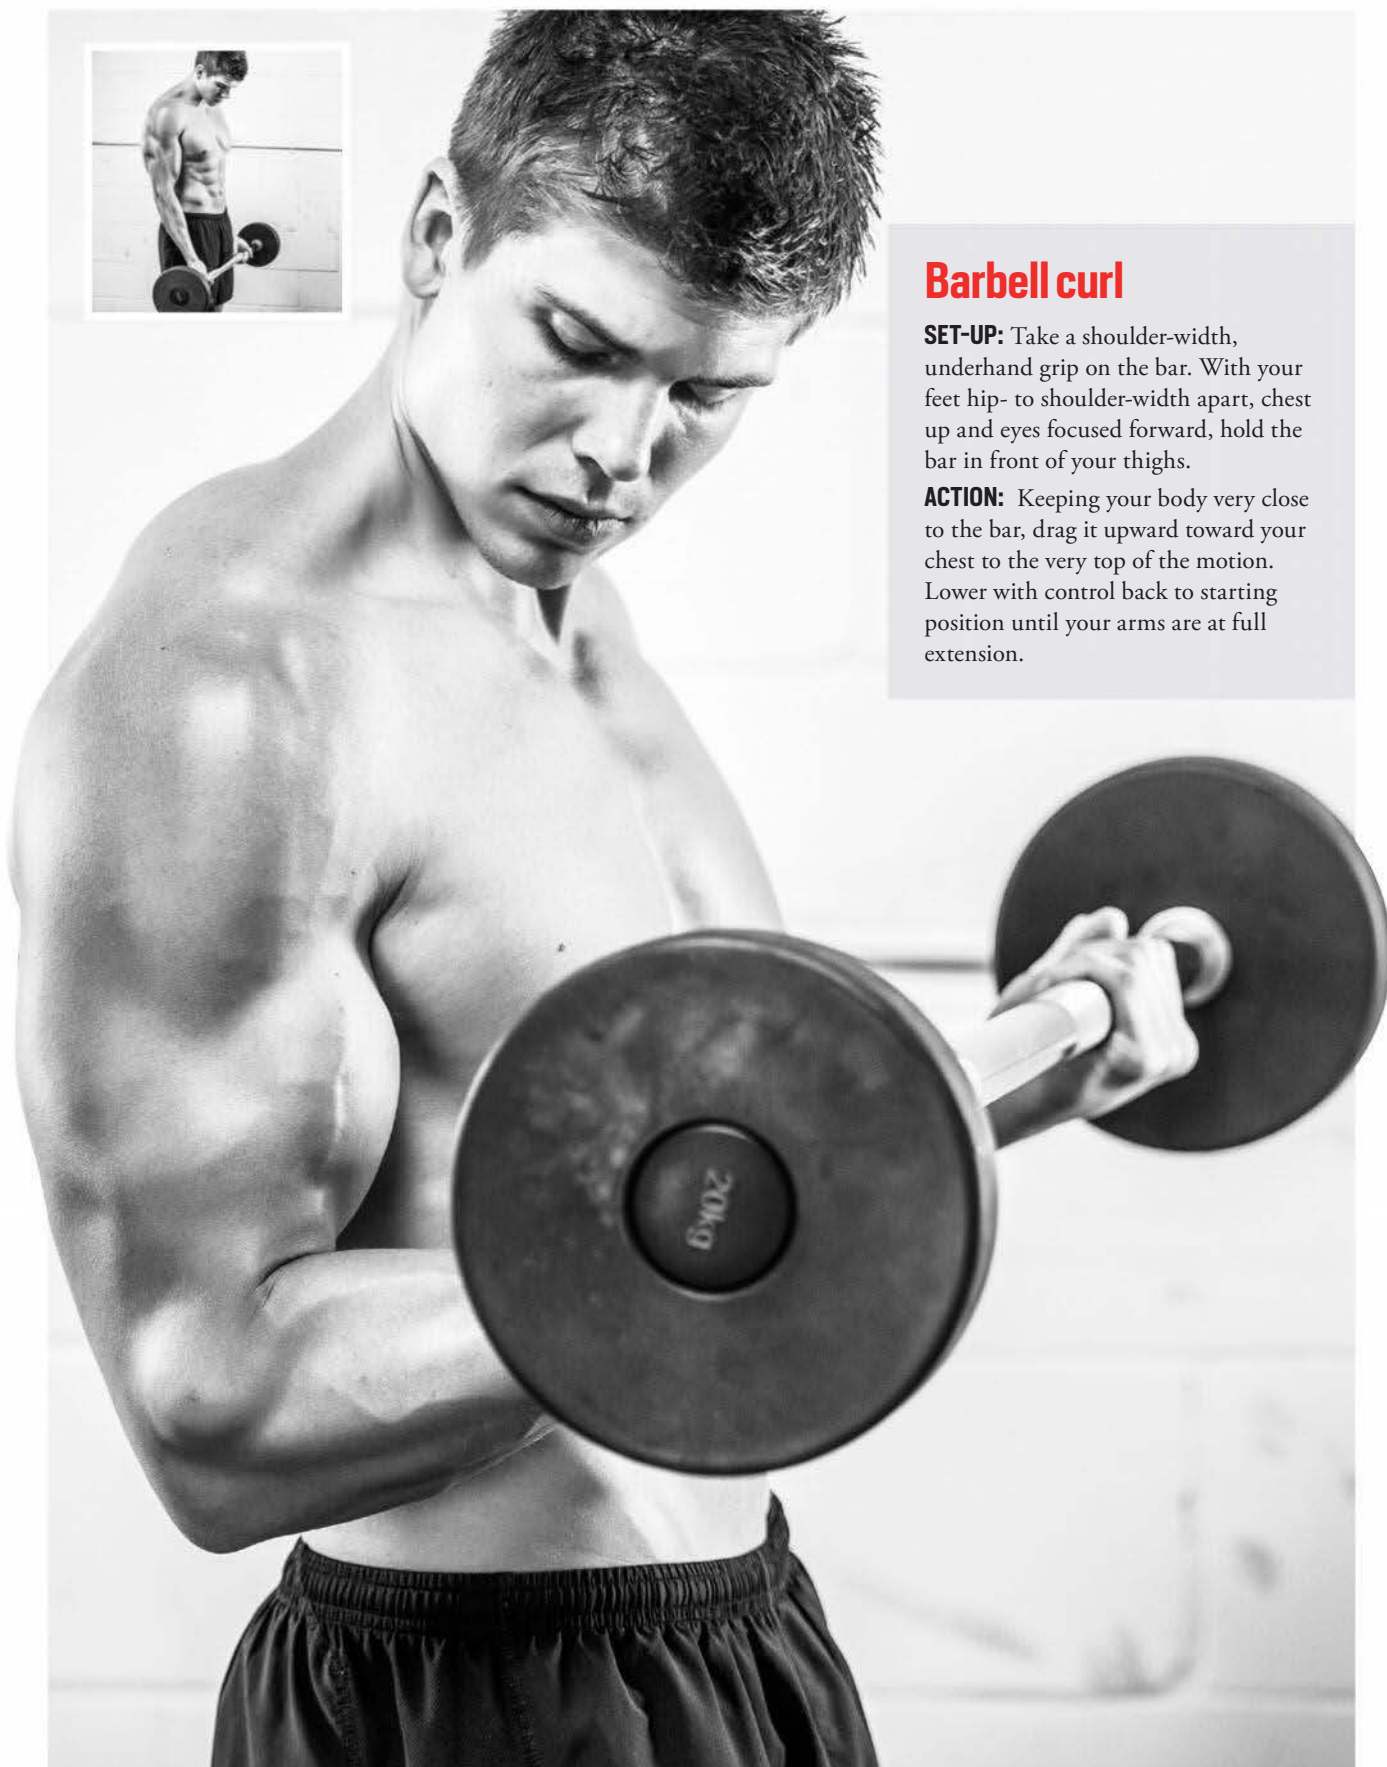 Barbell curl
SET-UP: Take a shoulder-width,
underhand grip on the bar. With your
feet hip- to shoulder-width apart, chest
up and eyes focused forward, hold the
bar in front of your thighs.
ACTION: Keeping your body very close
to the bar, drag it upward toward your
chest to the very top of the motion.
Lower with control back to starting
position until your arms are at full
extension.
20kg